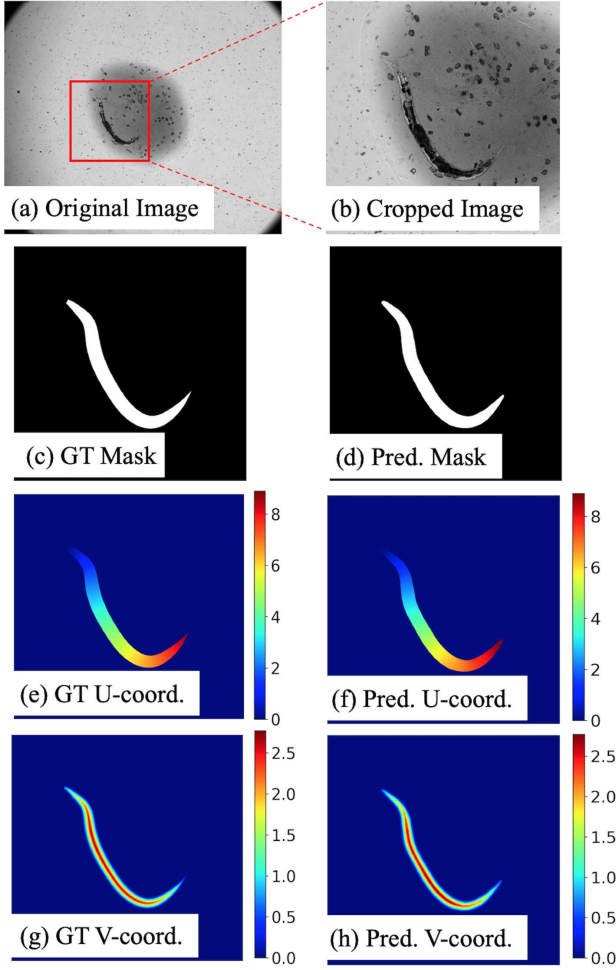 (a) Original Image
(b) Cropped Image
(c) GT Mask
(d) Pred. Mask
8
6
4
2
0
(e) GT U-coord.
8
6
4
2
0
(f) Pred. U-coord.
2.5
2.0
1.5
1.0
0.5
0.0
(g) GT V-coord.
2.5
2.0
1.5
1.0
0.5
0.0
(h) Pred. V-coord.